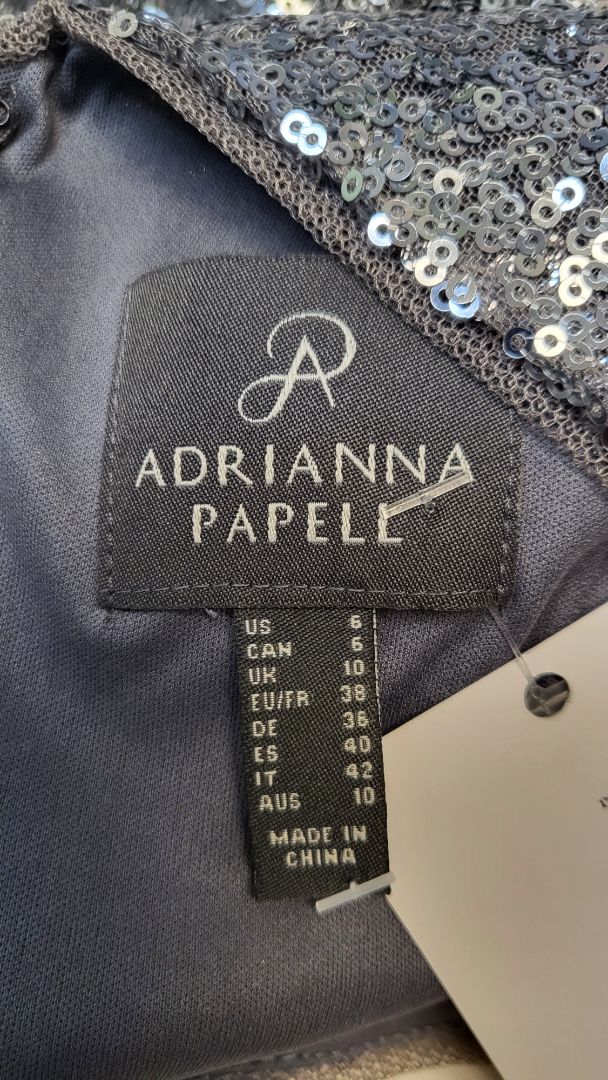 ADRIANNA
PAPELL
US 6
CAN 6
UK 10
EU/FR 38
DE 36
ES 40
IT 42
AUS 10
MADE IN
CHINA